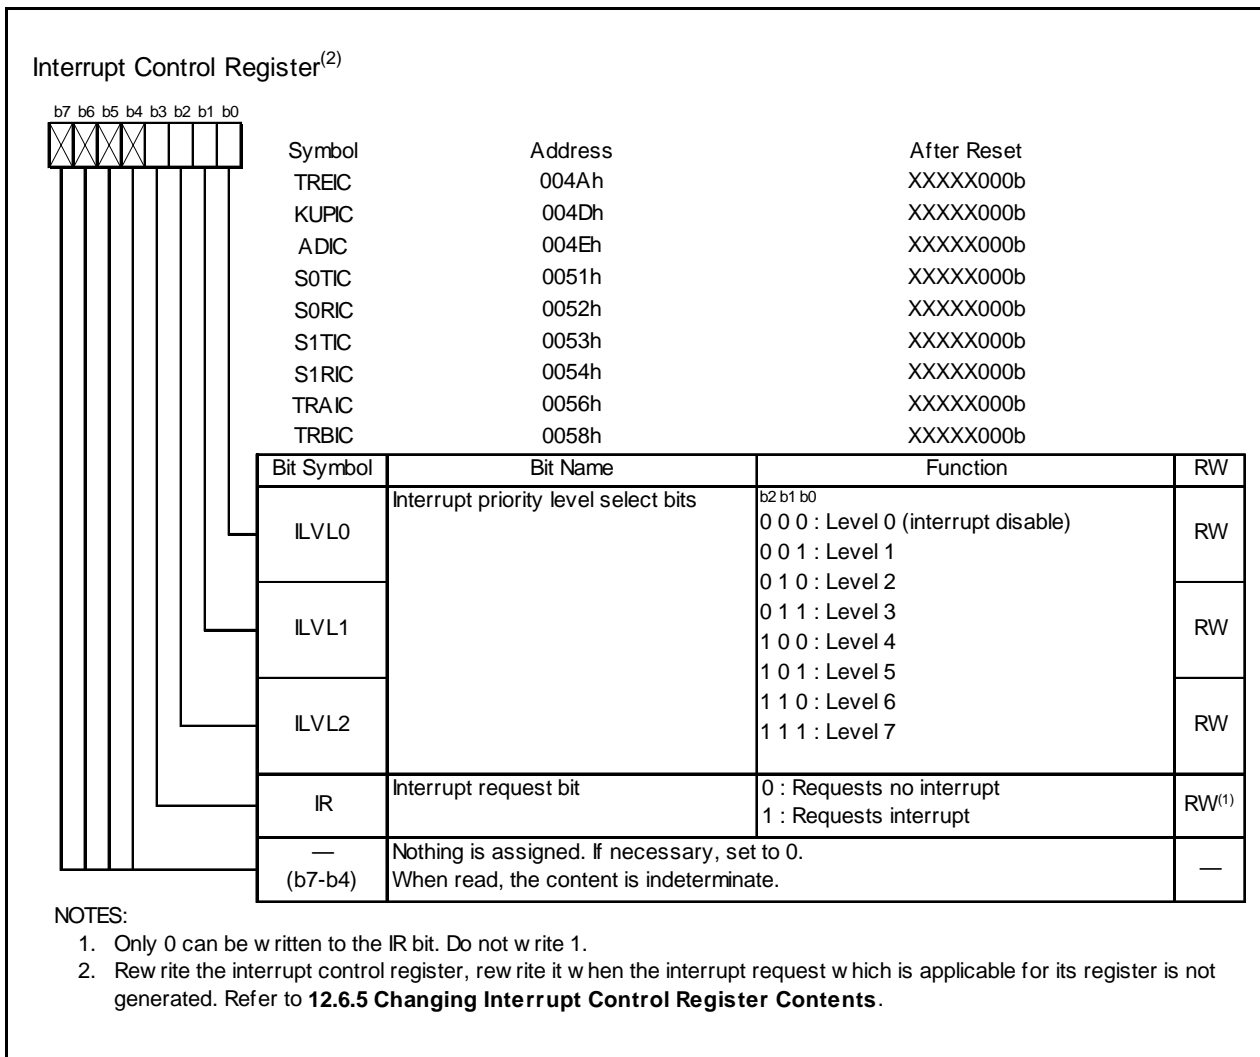 Interrupt Control Register(2)
b7 b6 b5 b4 b3 b2 b1 b0
Symbol Address After Reset
TREIC 004Ah XXXXX000b
KUPIC 004Dh XXXXX000b
ADIC 004Eh XXXXX000b
S0TIC 0051h XXXXX000b
S0RIC 0052h XXXXX000b
S1TIC 0053h XXXXX000b
S1RIC 0054h XXXXX000b
TRAIC 0056h XXXXX000b
TRBIC 0058h XXXXX000b
Bit Symbol Bit Name Function RW
ILVL0 Interrupt priority level select bits b2 b1 b0
0 0 0 : Level 0 (interrupt disable) RW
0 0 1 : Level 1
0 1 0 : Level 2
ILVL1 0 1 1 : Level 3 RW
1 0 0 : Level 4
1 0 1 : Level 5
ILVL2 1 1 0 : Level 6 RW
1 1 1 : Level 7
IR Interrupt request bit 0 : Requests no interrupt RW(1)
1 : Requests interrupt
— Nothing is assigned. If necessary, set to 0. —
(b7-b4) When read, the content is indeterminate.
NOTES:
1. Only 0 can be written to the IR bit. Do not write 1.
2. Rewrite the interrupt control register, rewrite it when the interrupt request which is applicable for its register is not
generated. Refer to 12.6.5 Changing Interrupt Control Register Contents.